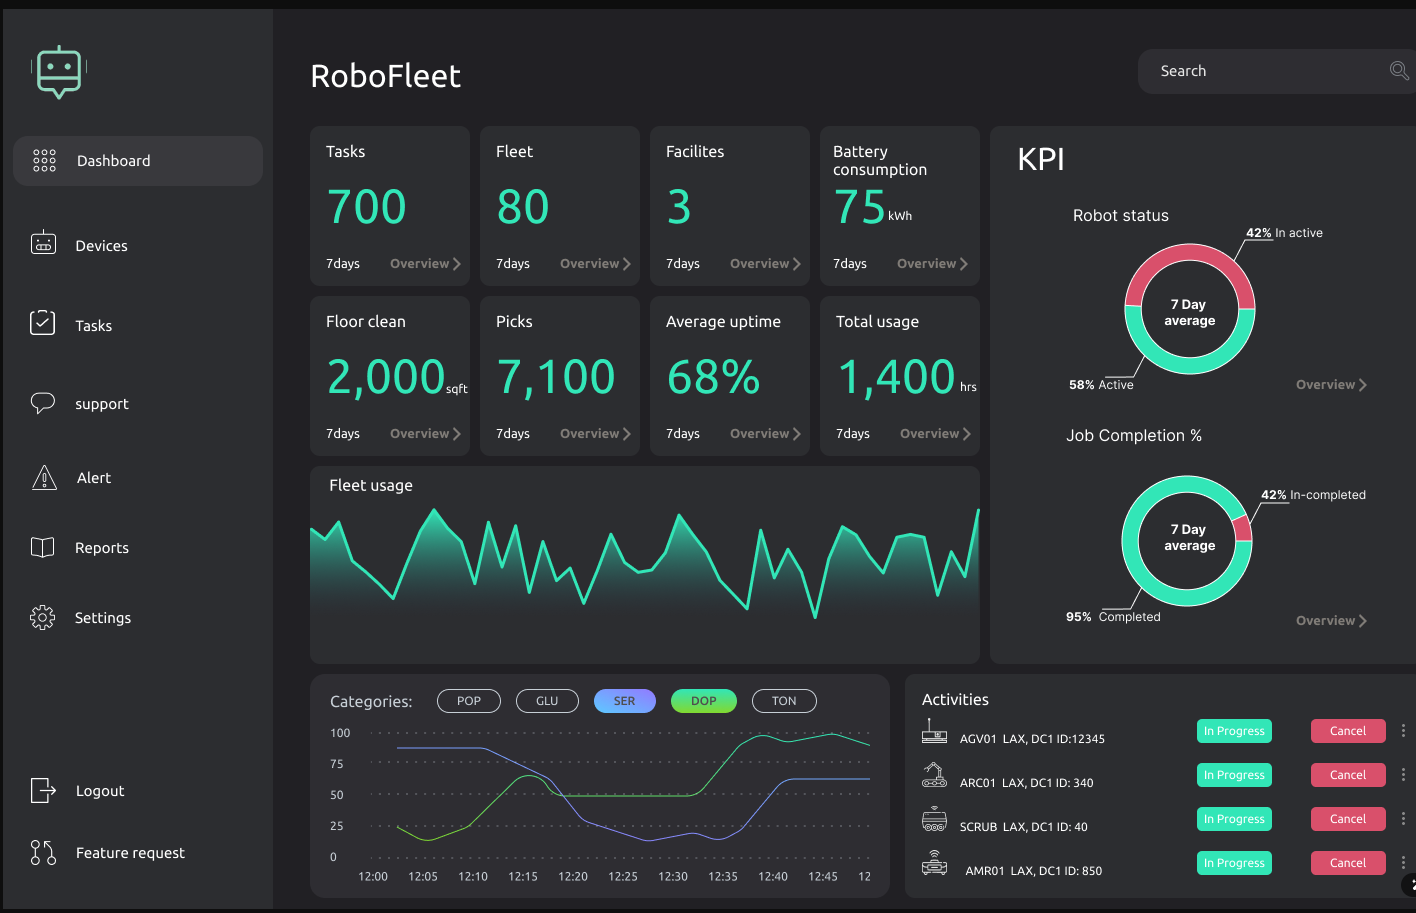 RoboFleet
Search
Dashboard
Devices
Tasks
support
Alert
Reports
Settings
Logout
Feature request
Tasks
700
7days
Overview
Fleet
80
7days
Overview
Facilites
3
7days
Overview
Battery
consumption
75 kWh
7days
Overview
Floor clean
2,000 sqft
7days
Overview
Picks
7,100
7days
Overview
Average uptime
68%
7days
Overview
Total usage
1,400 hrs
7days
Overview
KPI
Robot status
42% In active
7 Day
average
58% Active
Overview
Job Completion %
42% In-completed
7 Day
average
95% Completed
Overview
Fleet usage
Categories: POP GLU SER DOP TON
100
75
50
25
0
12:00 12:05 12:10 12:15 12:20 12:25 12:30 12:35 12:40 12:45 12
Activities
AGV01 LAX, DC1 ID:12345 In Progress Cancel
ARC01 LAX, DC1 ID: 340 In Progress Cancel
SCRUB LAX, DC1 ID: 40 In Progress Cancel
AMR01 LAX, DC1 ID: 850 In Progress Cancel